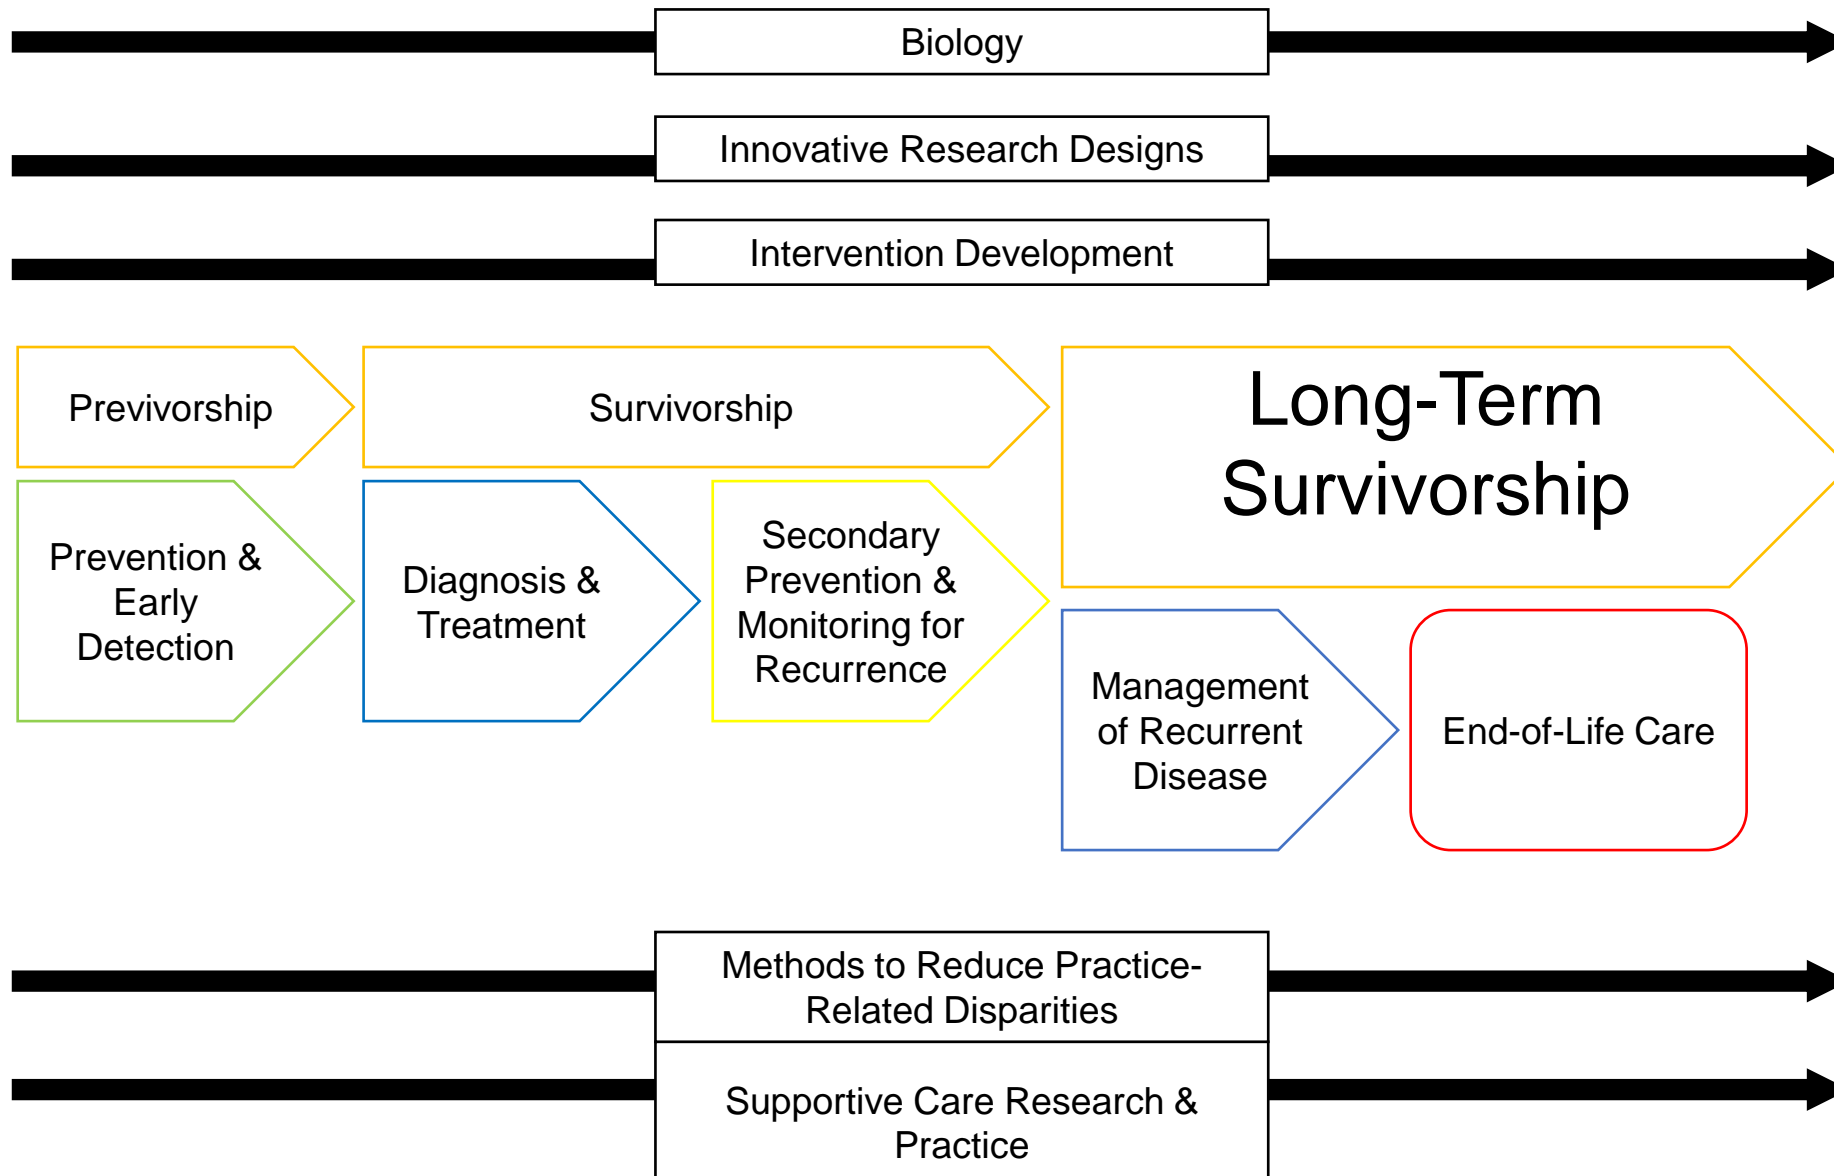 Biology
Innovative Research Designs
Intervention Development
Previvorship
Survivorship
Long-Term
Survivorship
Prevention &
Early
Detection
Diagnosis &
Treatment
Secondary
Prevention &
Monitoring for
Recurrence
Management
of Recurrent
Disease
End-of-Life Care
Methods to Reduce Practice-
Related Disparities
Supportive Care Research &
Practice